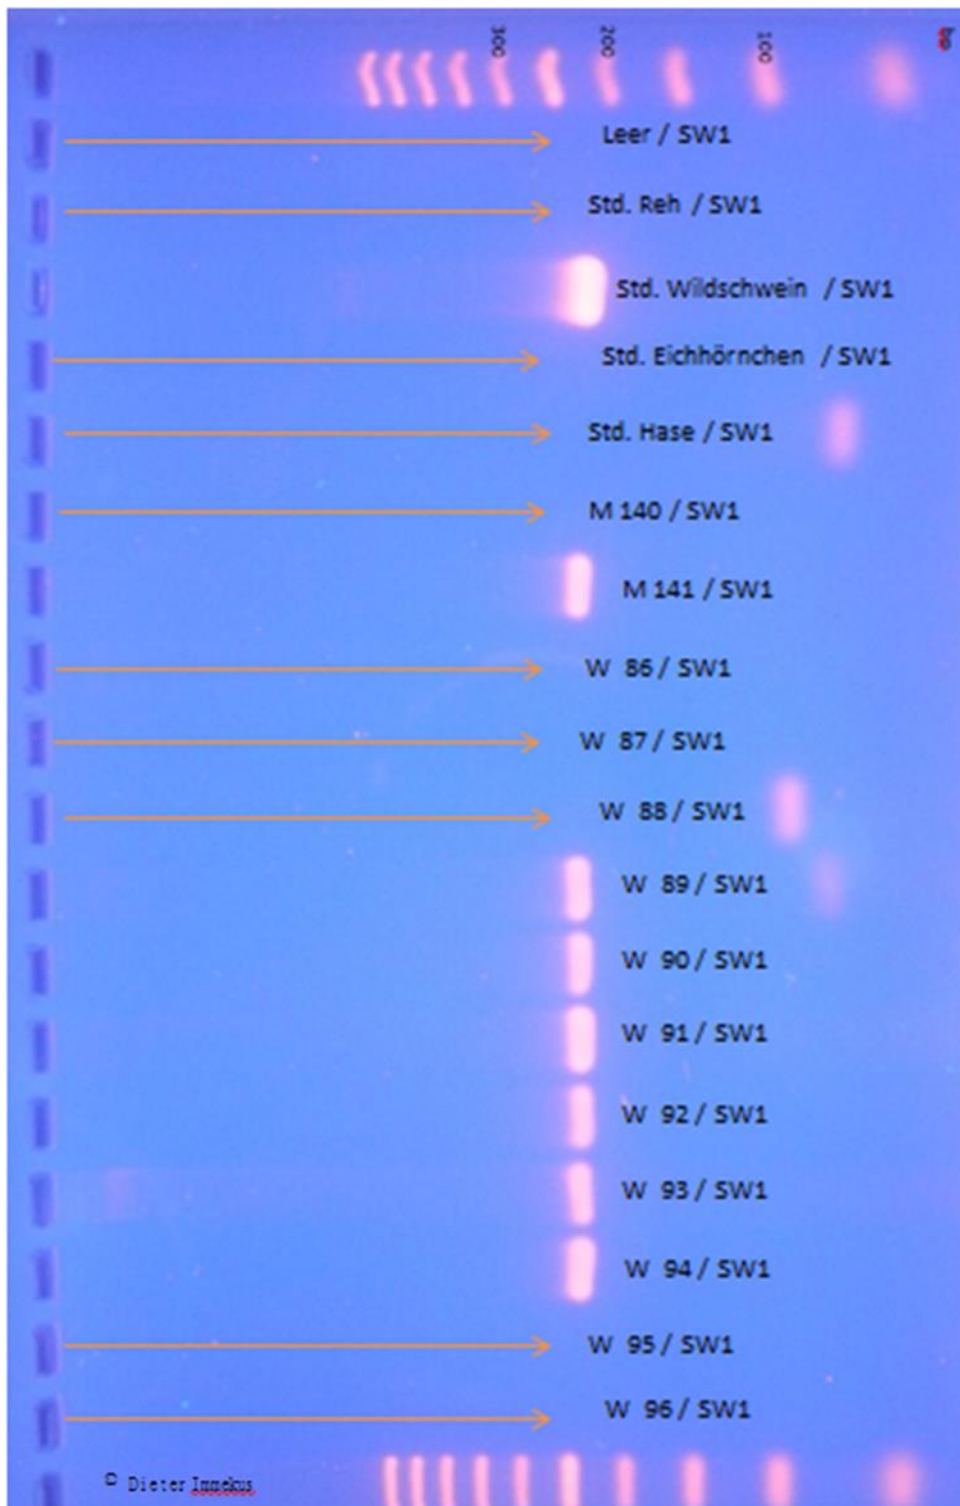 300
200
100
bp
Leer / SW1
Std. Reh / SW1
Std. Wildschwein / SW1
Std. Eichhörnchen / SW1
Std. Hase / SW1
M 140 / SW1
M 141 / SW1
W 86 / SW1
W 87 / SW1
W 88 / SW1
W 89 / SW1
W 90 / SW1
W 91 / SW1
W 92 / SW1
W 93 / SW1
W 94 / SW1
W 95 / SW1
W 96 / SW1
© Dieter Immekus